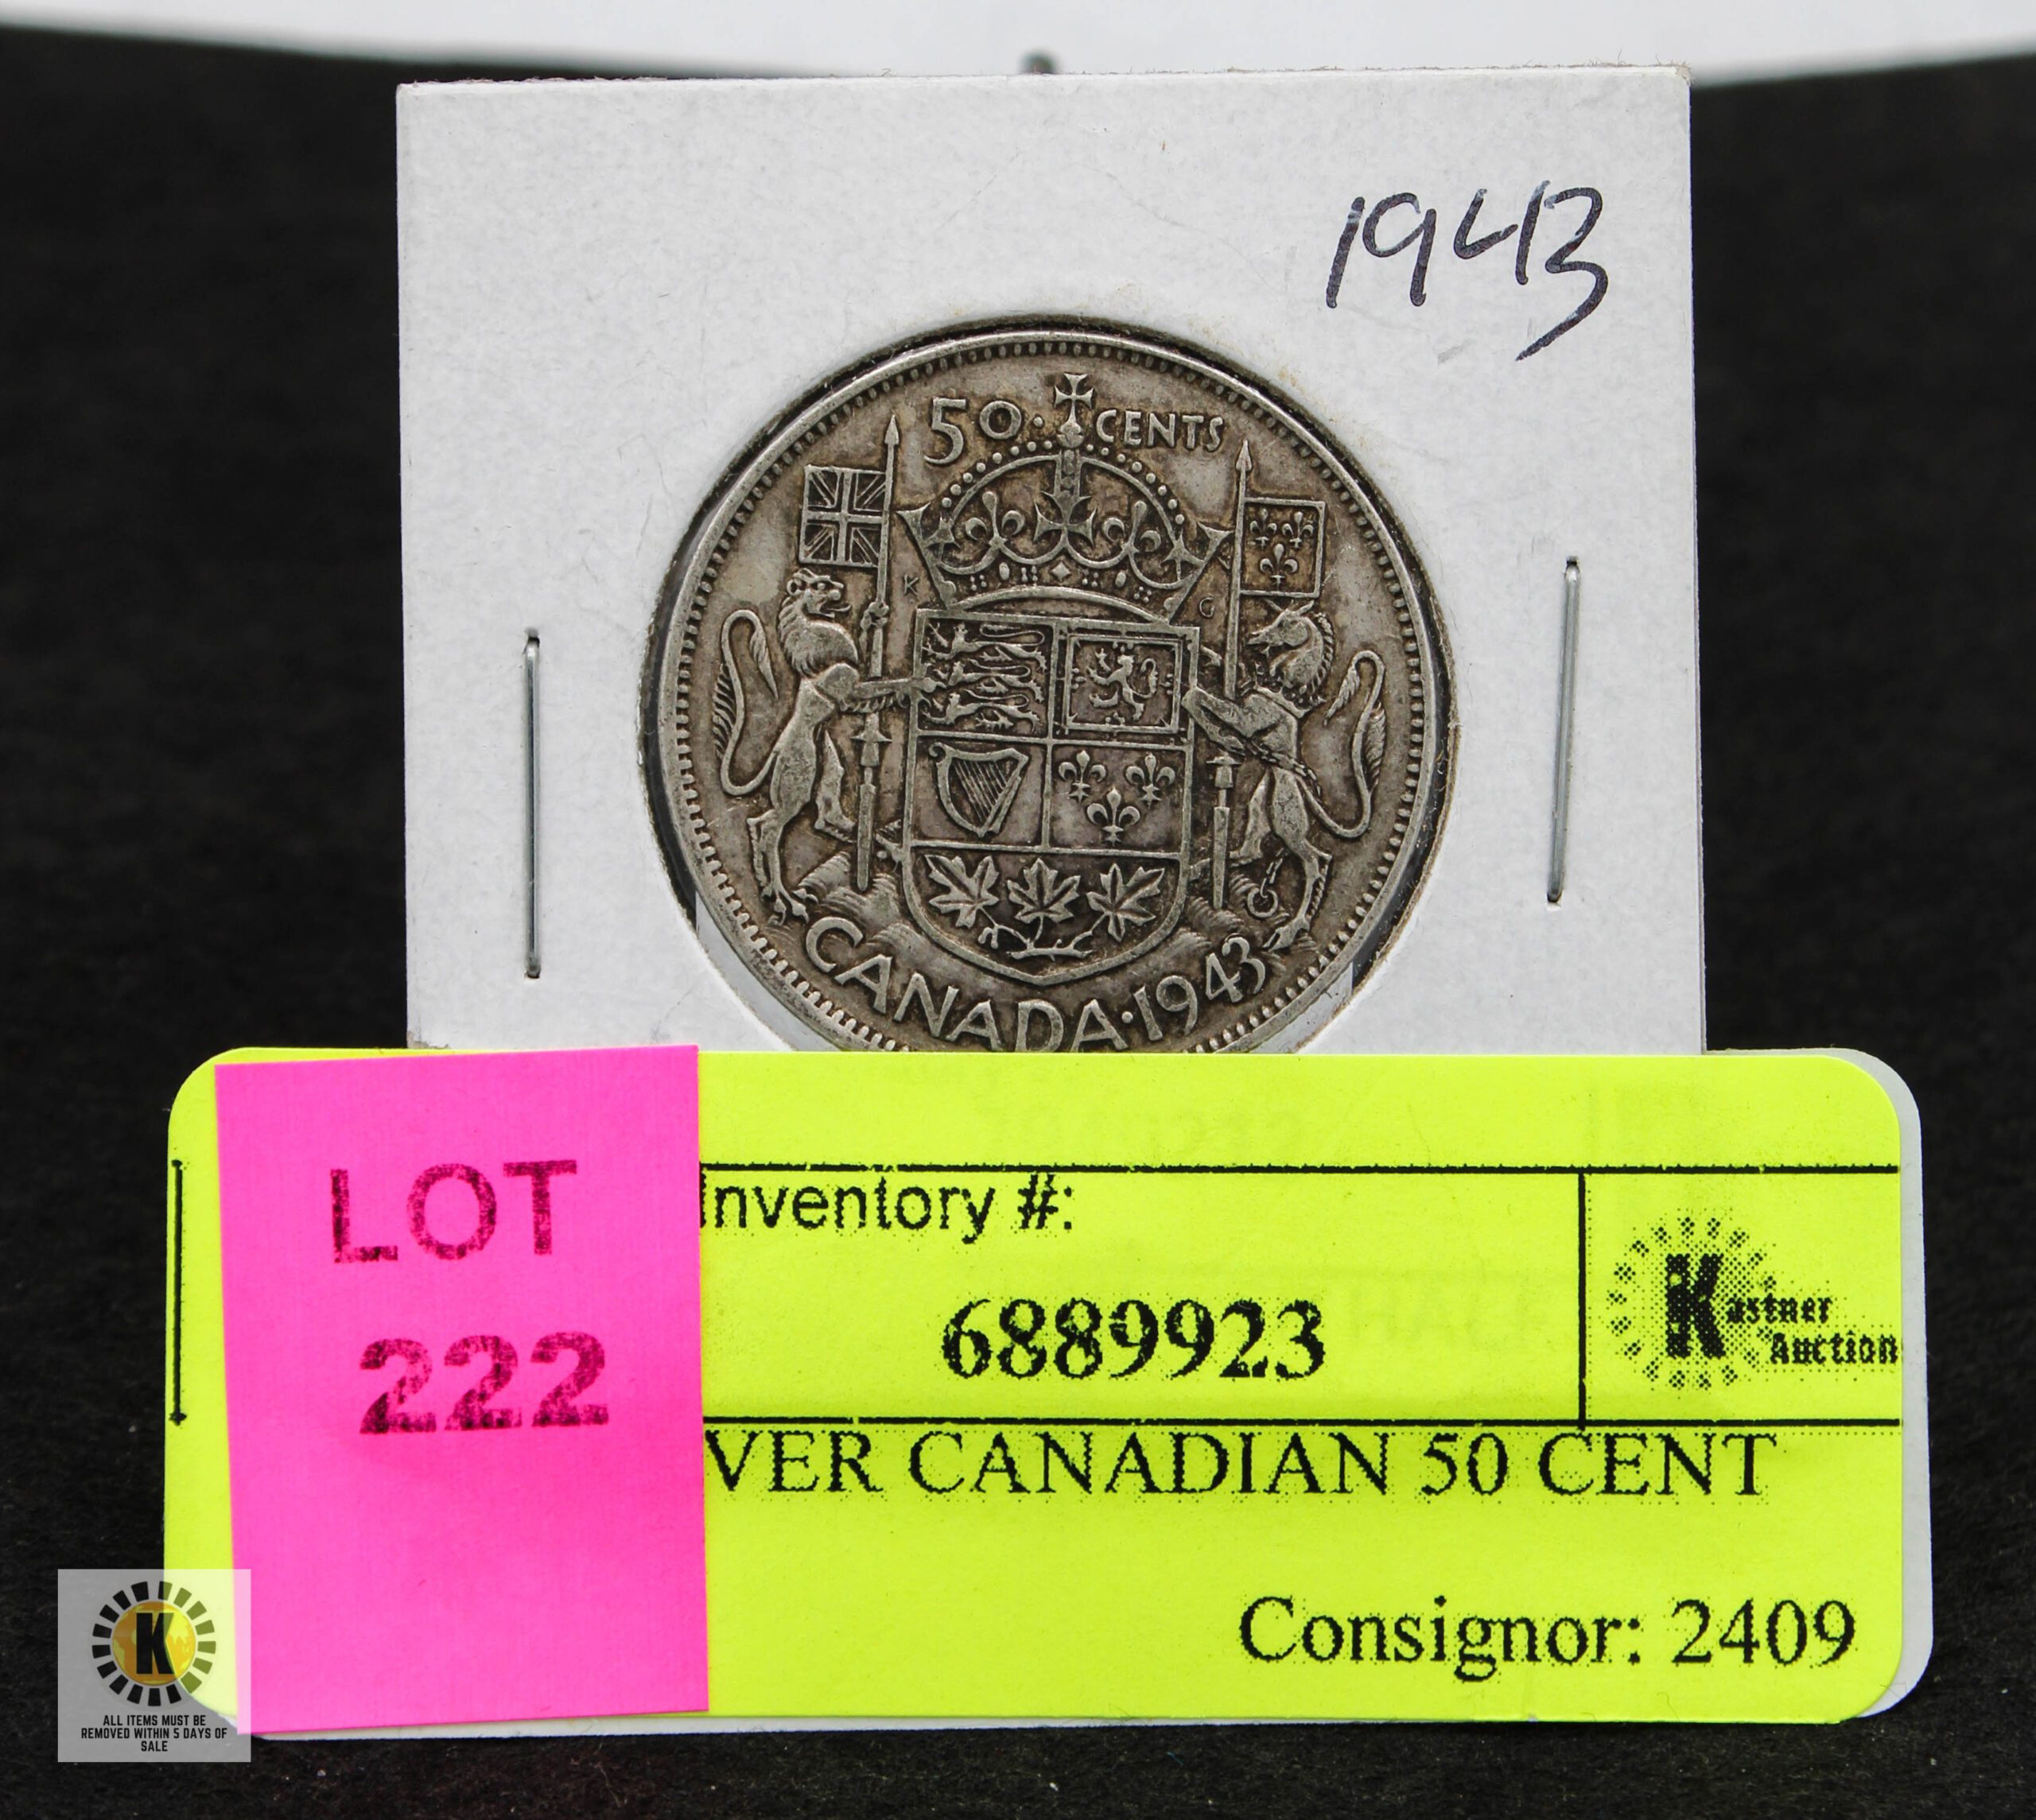 1943
50 · CENTS
K G
CANADA · 1943
LOT
222
Inventory #:
6889923
Kastner
Auction
VER CANADIAN 50 CENT
Consignor: 2409
K
ALL ITEMS MUST BE
REMOVED WITHIN 5 DAYS OF
SALE